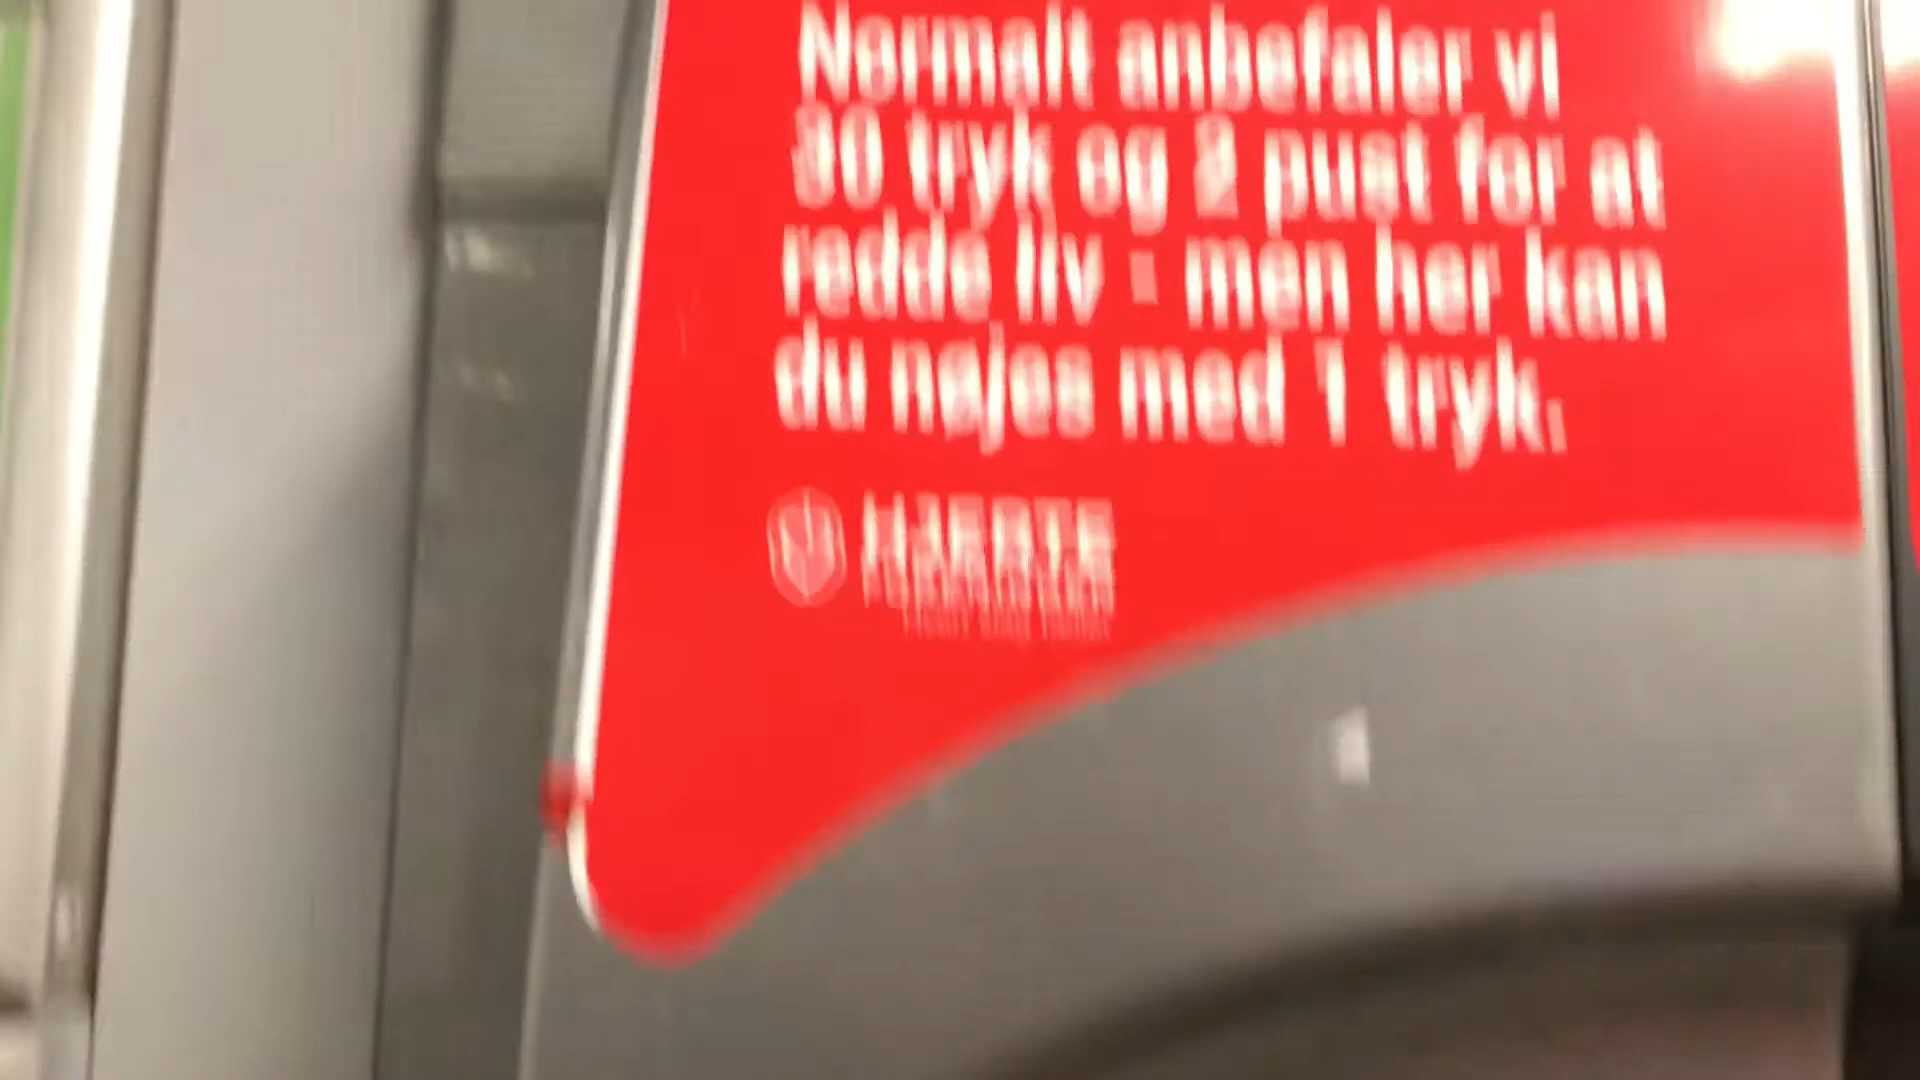 Normalt anbefaler vi
30 tryk og 2 pust for at
redde liv - men her kan
du nøjes med 1 tryk.
HJERTE